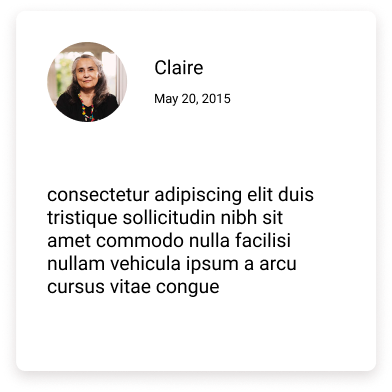 Claire
May 20, 2015
consectetur adipiscing elit duis
tristique sollicitudin nibh sit
amet commodo nulla facilisi
nullam vehicula ipsum a arcu
cursus vitae congue